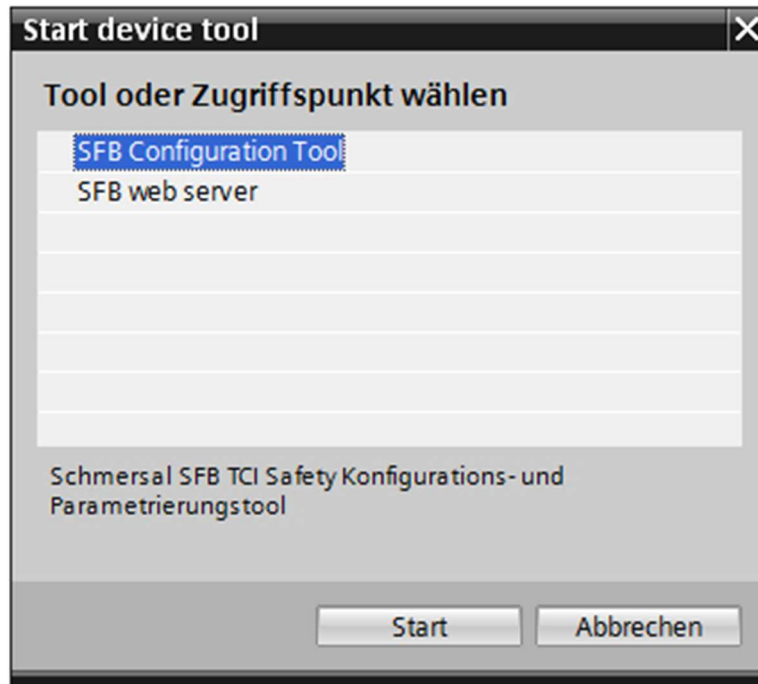 Start device tool
Tool oder Zugriffspunkt wählen
SFB Configuration Tool
SFB web server
Schmersal SFB TCI Safety Konfigurations- und
Parametrierungstool
Start Abbrechen